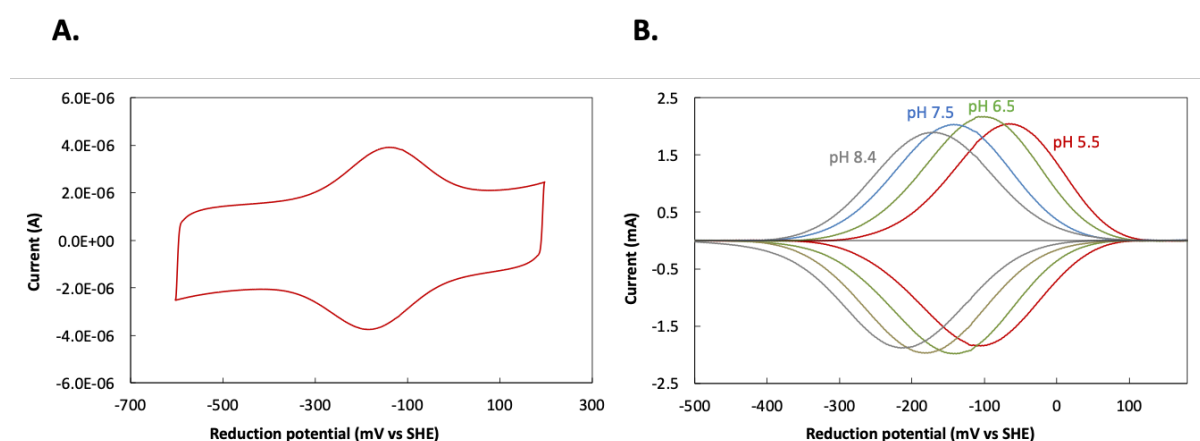 A.
B.
6.0E-06
4.0E-06
2.0E-06
0.0E+00
-2.0E-06
-4.0E-06
-6.0E-06
Current (A)
-700
-500
-300
-100
100
300
Reduction potential (mV vs SHE)
2.5
1.5
0.5
-0.5
-1.5
-2.5
Current (mA)
pH 8.4
pH 7.5
pH 6.5
pH 5.5
-500
-400
-300
-200
-100
0
100
Reduction potential (mV vs SHE)